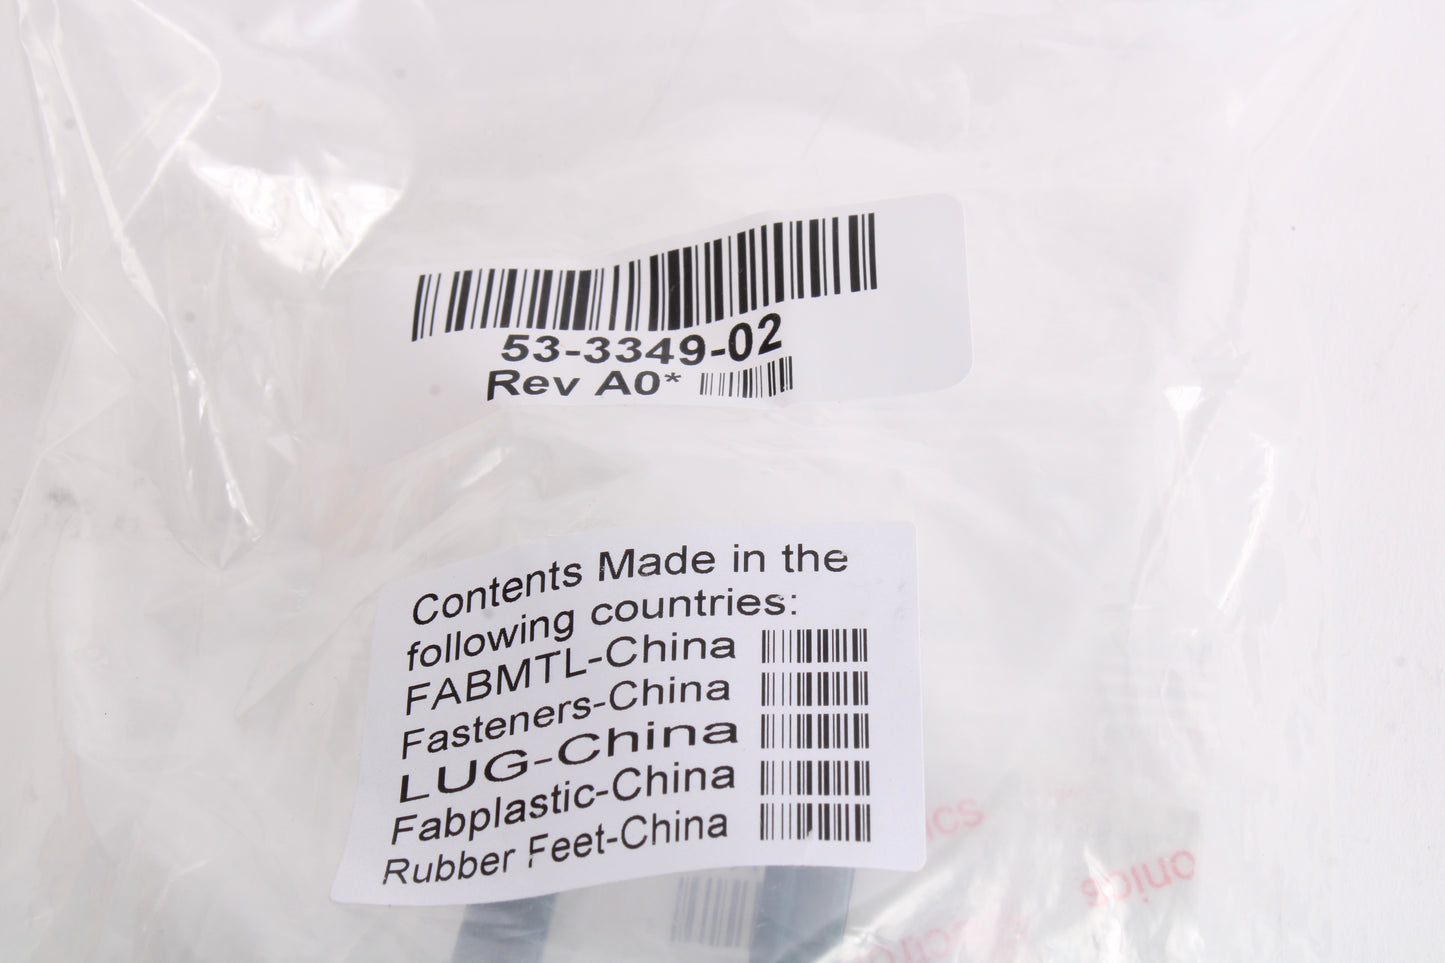 53-3349-02
Rev A0*
Contents Made in the
following countries:
FABMTL-China
Fasteners-China
LUG-China
Fabplastic-China
Rubber Feet-China